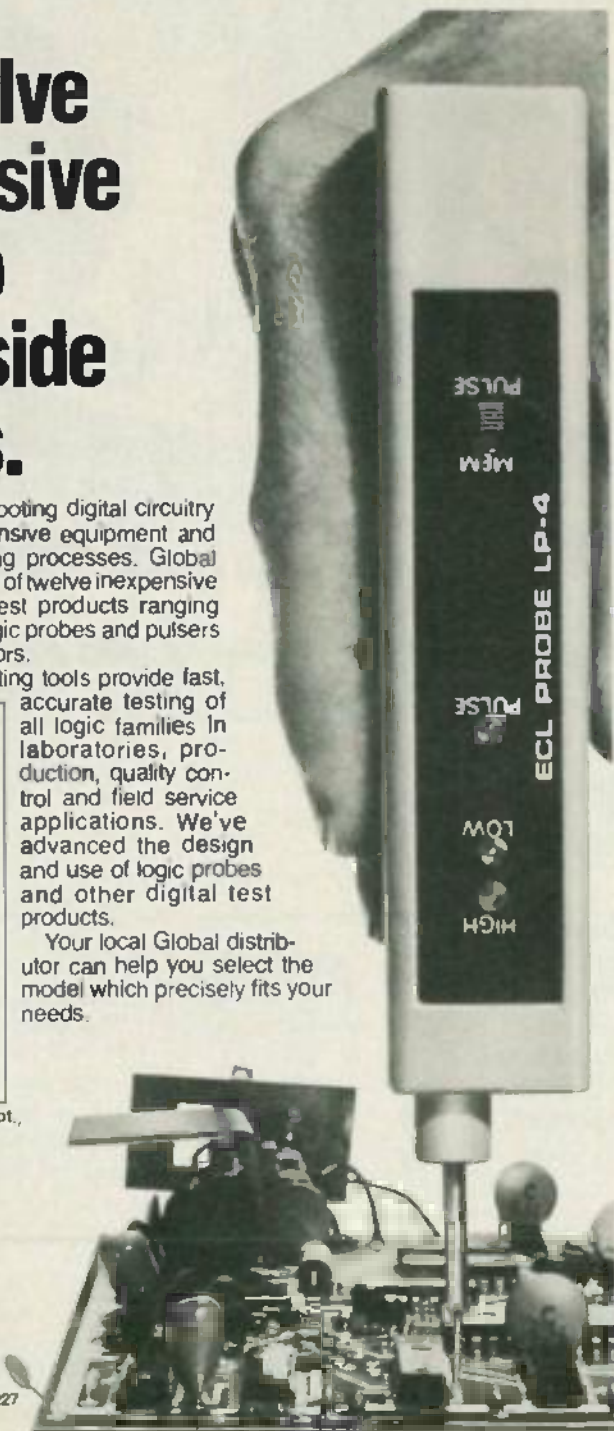 lve
sive
side
s.
ooting digital circuitry
nsive equipment and
ng processes. Global
of twelve inexpensive
est products ranging
gic probes and pulsers
ors.
ting tools provide fast,
accurate testing of
all logic families in
laboratories, pro-
duction, quality con-
trol and field service
applications. We've
advanced the design
and use of logic probes
and other digital test
products.
Your local Global distrib-
utor can help you select the
model which precisely fits your
needs.
pt.,
227
PULSE
MEM
ECL PROBE LP-4
PULSE
LOW
HIGH